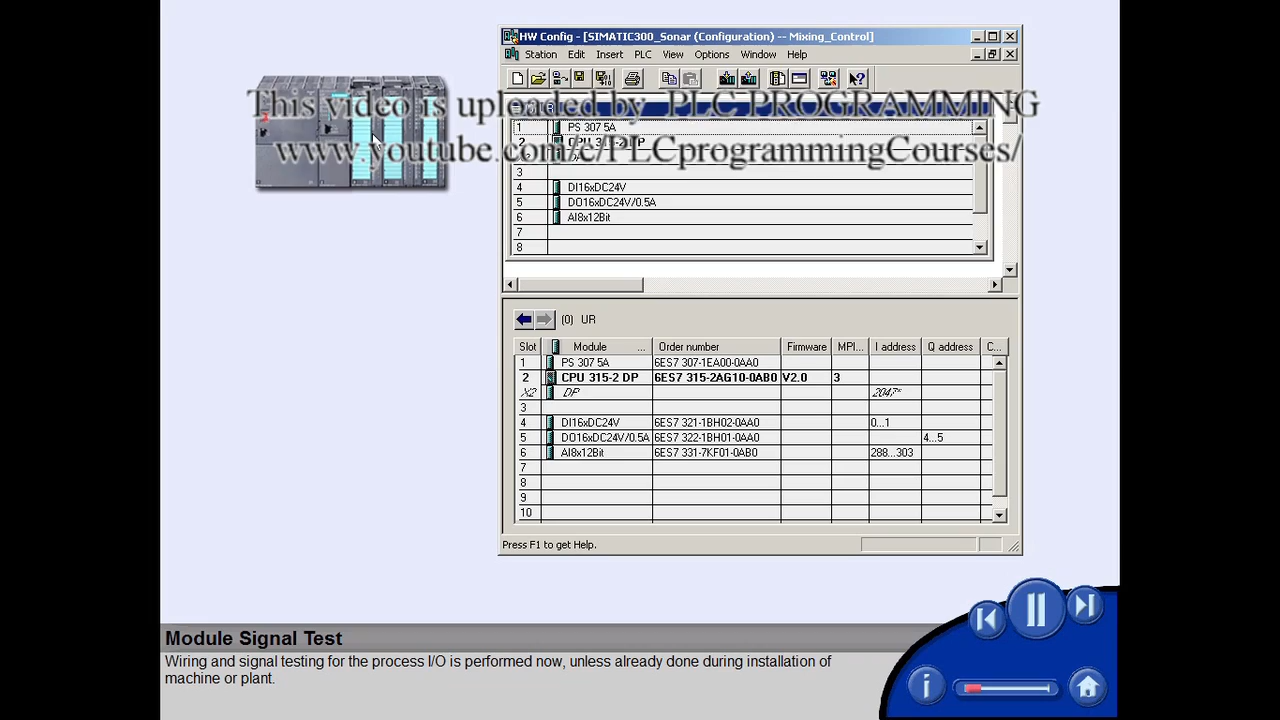 HW Config - [SIMATIC300_Sonar (Configuration) -- Mixing_Control]
Station Edit Insert PLC View Options Window Help
This video is uploaded by PLC PROGRAMMING
www.youtube.com/c/PLCprogrammingCourses/
1 PS 307 5A
2 CPU 315-2 DP
3
4 DI16xDC24V
5 DO16xDC24V/0.5A
6 AI8x12Bit
7
8
(0) UR
Slot Module ... Order number Firmware MPI... I address Q address C...
1 PS 307 5A 6ES7 307-1EA00-0AA0
2 CPU 315-2 DP 6ES7 315-2AG10-0AB0 V2.0 3
X2 DP 2047*
3
4 DI16xDC24V 6ES7 321-1BH02-0AA0 0...1
5 DO16xDC24V/0.5A 6ES7 322-1BH01-0AA0 4...5
6 AI8x12Bit 6ES7 331-7KF01-0AB0 288...303
7
8
9
10
Press F1 to get Help.
Module Signal Test
Wiring and signal testing for the process I/O is performed now, unless already done during installation of
machine or plant.